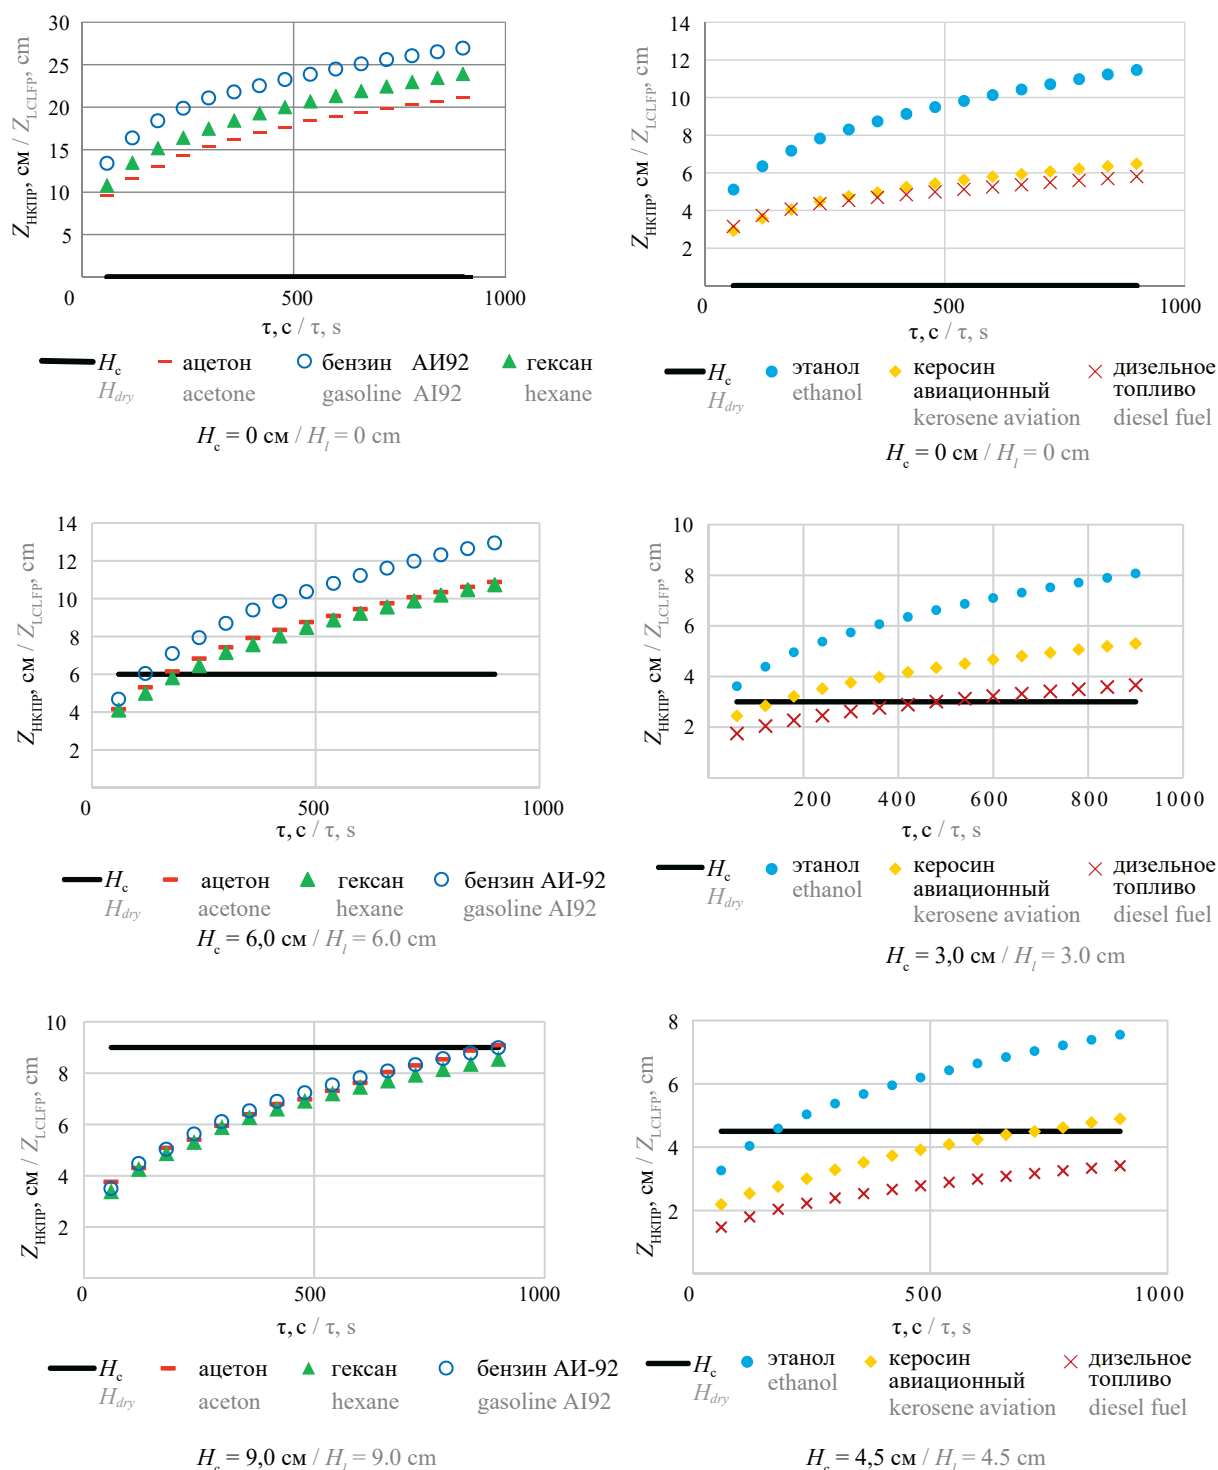 30
25
20
15
10
5
0
500
1000
Z_НКПР, см / Z_LCLFP, cm
τ, с / τ, s
H_c ацетон бензин АИ92 гексан
H_dry acetone gasoline AI92 hexane
H_c = 0 см / H_l = 0 cm
14
12
10
8
6
4
2
0
500
1000
Z_НКПР, см / Z_LCLFP, cm
τ, с / τ, s
H_c этанол керосин авиационный дизельное топливо
H_dry ethanol kerosene aviation diesel fuel
H_c = 0 см / H_l = 0 cm
14
12
10
8
6
4
2
0
500
1000
Z_НКПР, см / Z_LCLFP, cm
τ, с / τ, s
H_c ацетон гексан бензин АИ-92
H_dry acetone hexane gasoline AI92
H_c = 6,0 см / H_l = 6.0 cm
10
8
6
4
2
200
400
600
800
1000
Z_НКПР, см / Z_LCLFP, cm
τ, с / τ, s
H_c этанол керосин авиационный дизельное топливо
H_dry ethanol kerosene aviation diesel fuel
H_c = 3,0 см / H_l = 3.0 cm
10
8
6
4
2
0
500
1000
Z_НКПР, см / Z_LCLFP, cm
τ, с / τ, s
H_c ацетон гексан бензин АИ-92
H_dry aceton hexane gasoline AI92
H_c = 9,0 см / H_l = 9.0 cm
8
6
4
2
0
500
1000
Z_НКПР, см / Z_LCLFP, cm
τ, с / τ, s
H_c этанол керосин авиационный дизельное топливо
H_dry ethanol kerosene aviation diesel fuel
H_c = 4,5 см / H_l = 4.5 cm